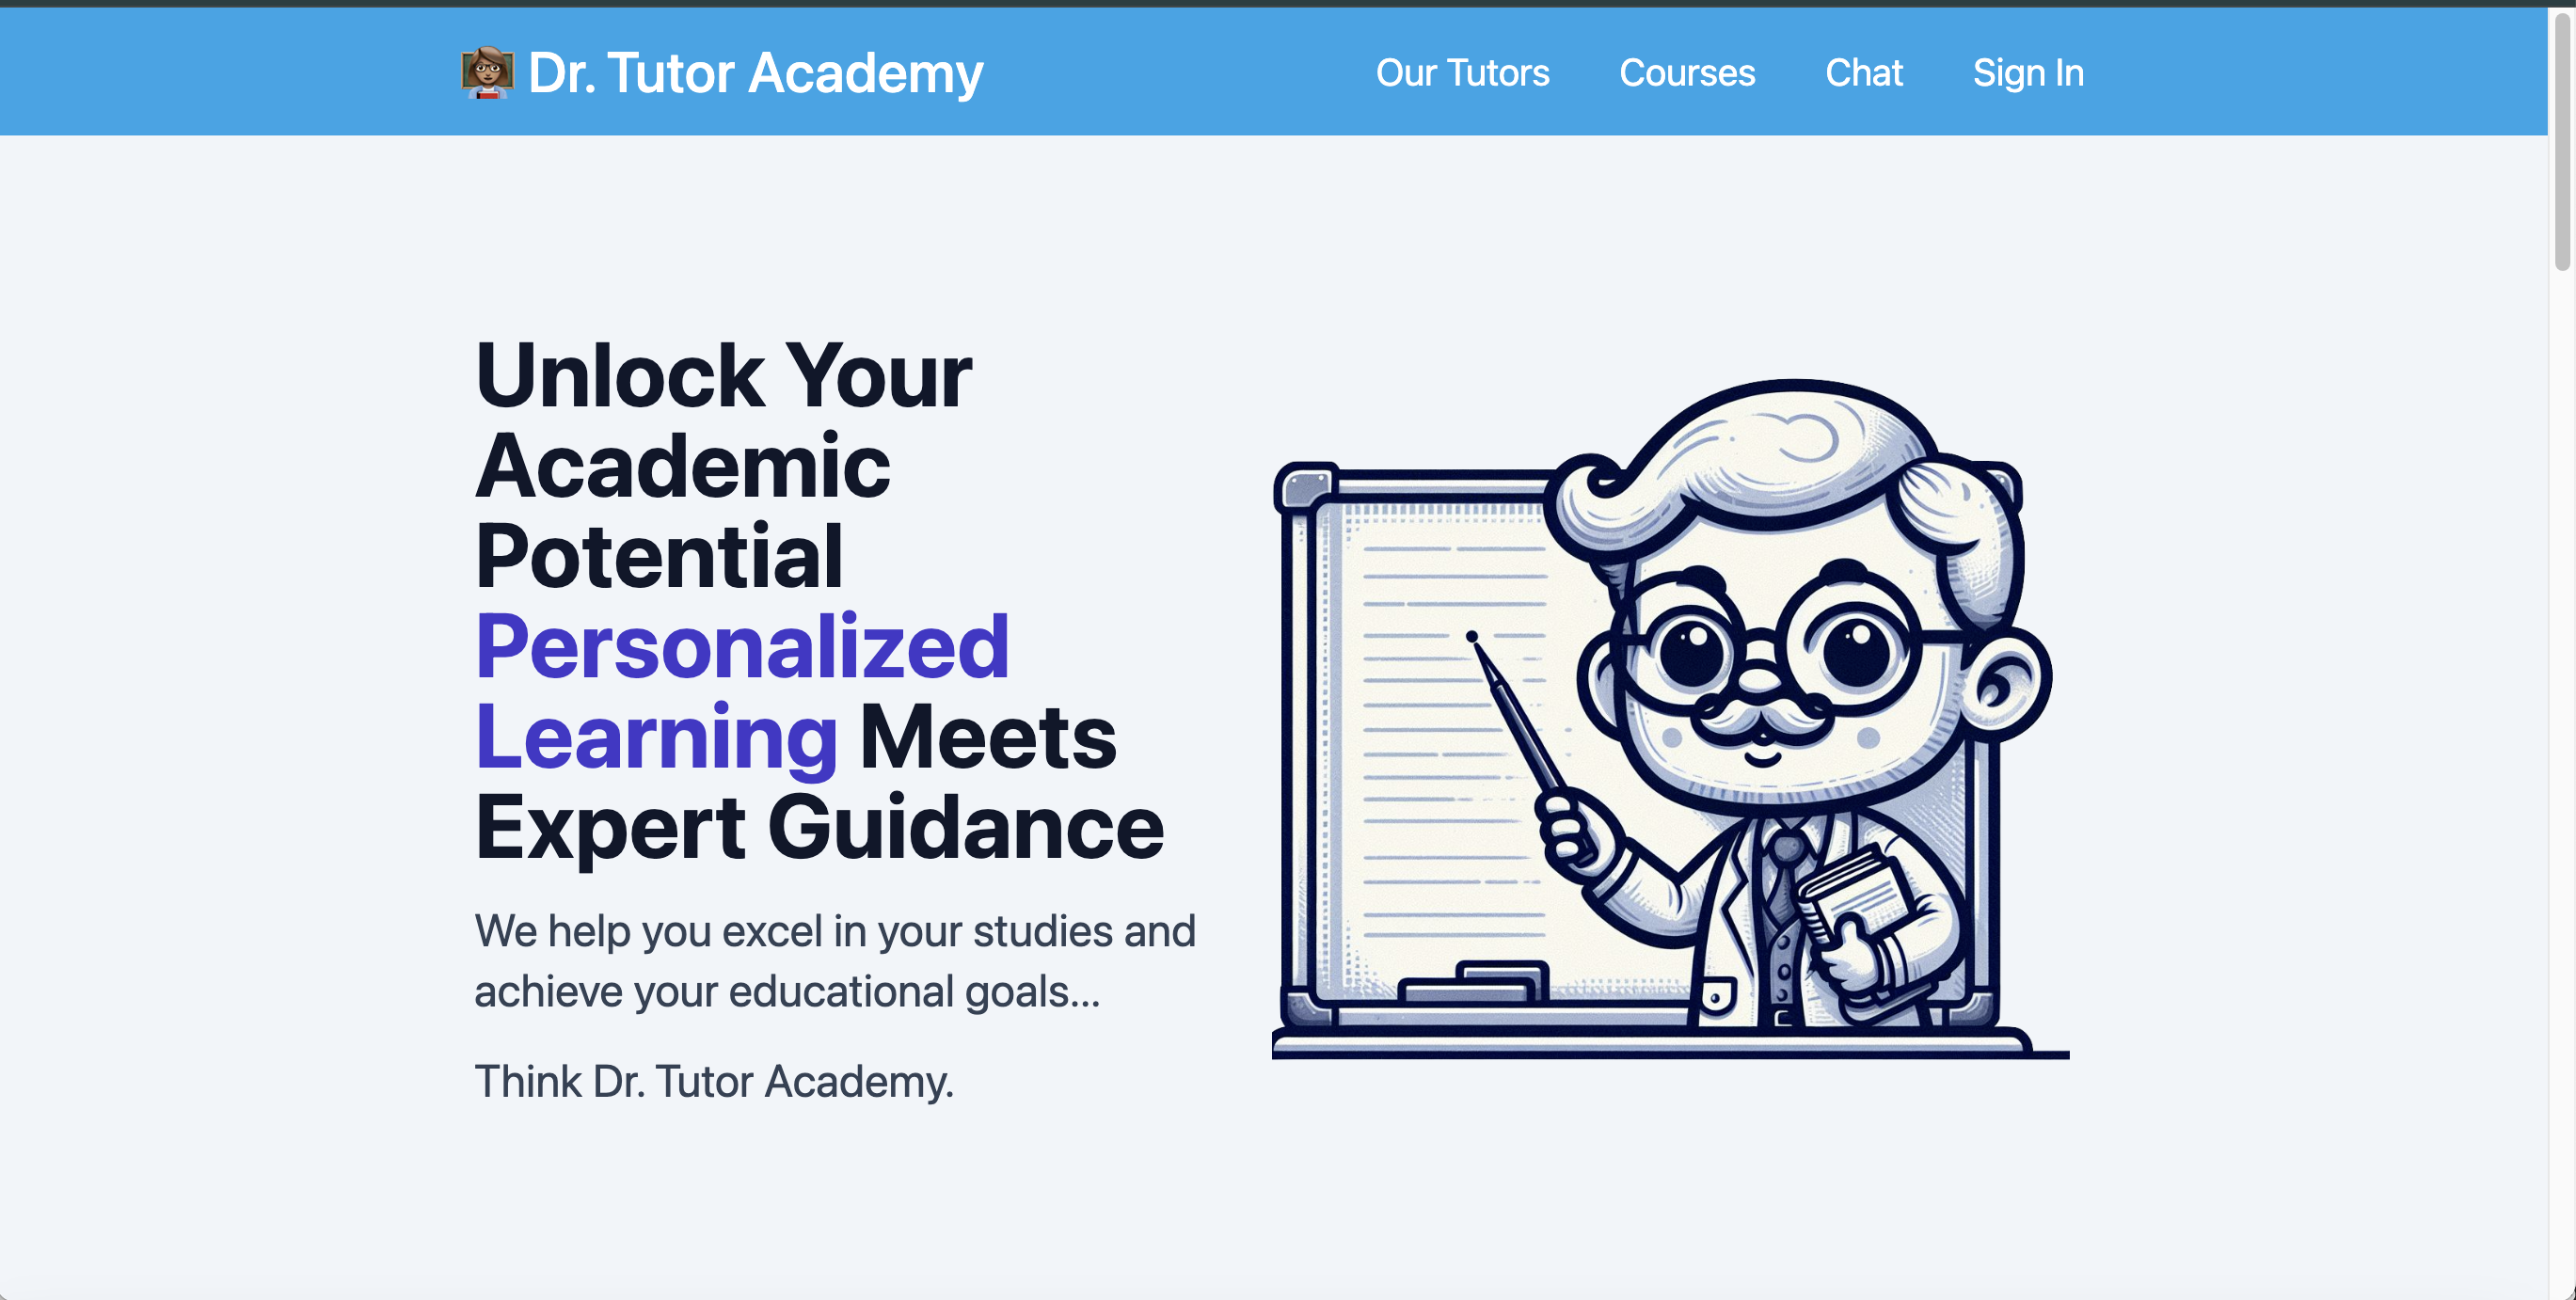 Dr. Tutor Academy
Our Tutors
Courses
Chat
Sign In
Unlock Your
Academic
Potential
Personalized
Learning Meets
Expert Guidance
We help you excel in your studies and
achieve your educational goals...
Think Dr. Tutor Academy.